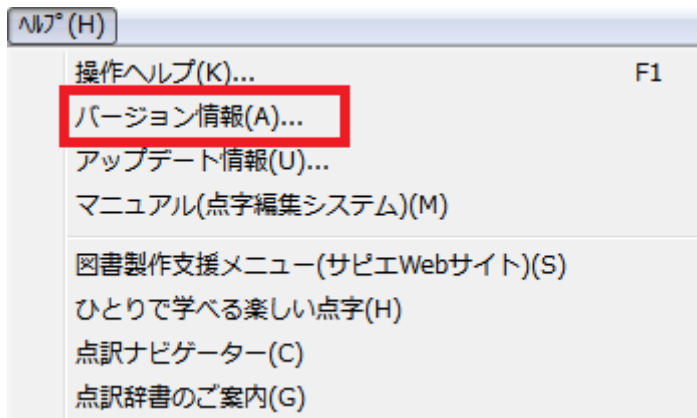 ﾍﾙﾌﾟ(H)
操作ヘルプ(K)... F1
バージョン情報(A)...
アップデート情報(U)...
マニュアル(点字編集システム)(M)
図書製作支援メニュー(サピエWebサイト)(S)
ひとりで学べる楽しい点字(H)
点訳ナビゲーター(C)
点訳辞書のご案内(G)